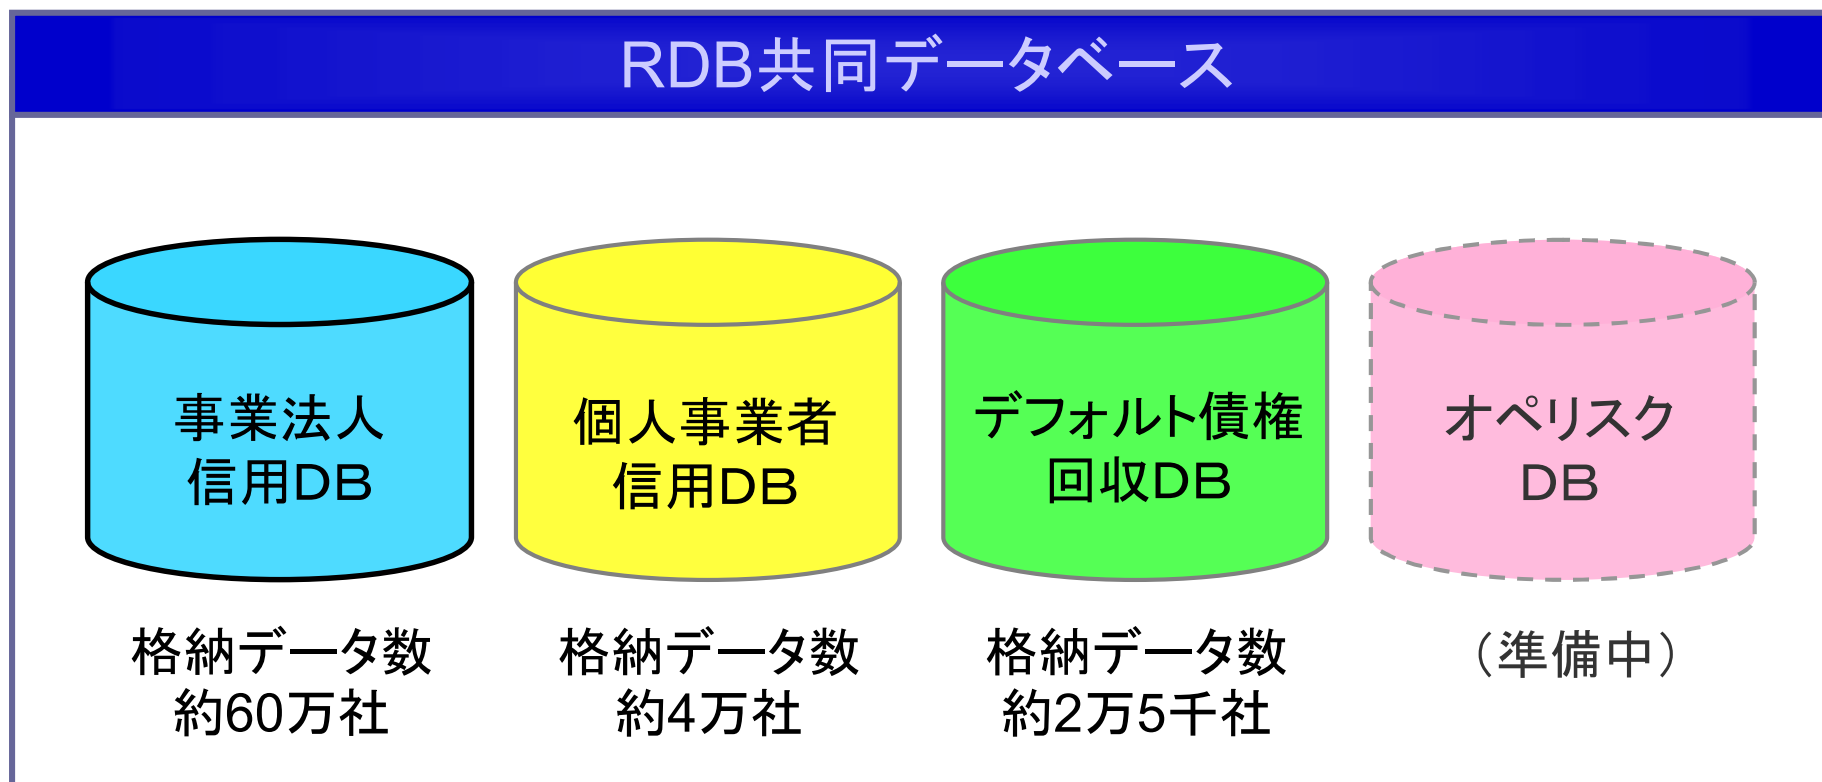 RDB共同データベース
事業法人
信用DB
個人事業者
信用DB
デフォルト債権
回収DB
オペリスク
DB
格納データ数
約60万社
格納データ数
約4万社
格納データ数
約2万5千社
（準備中）